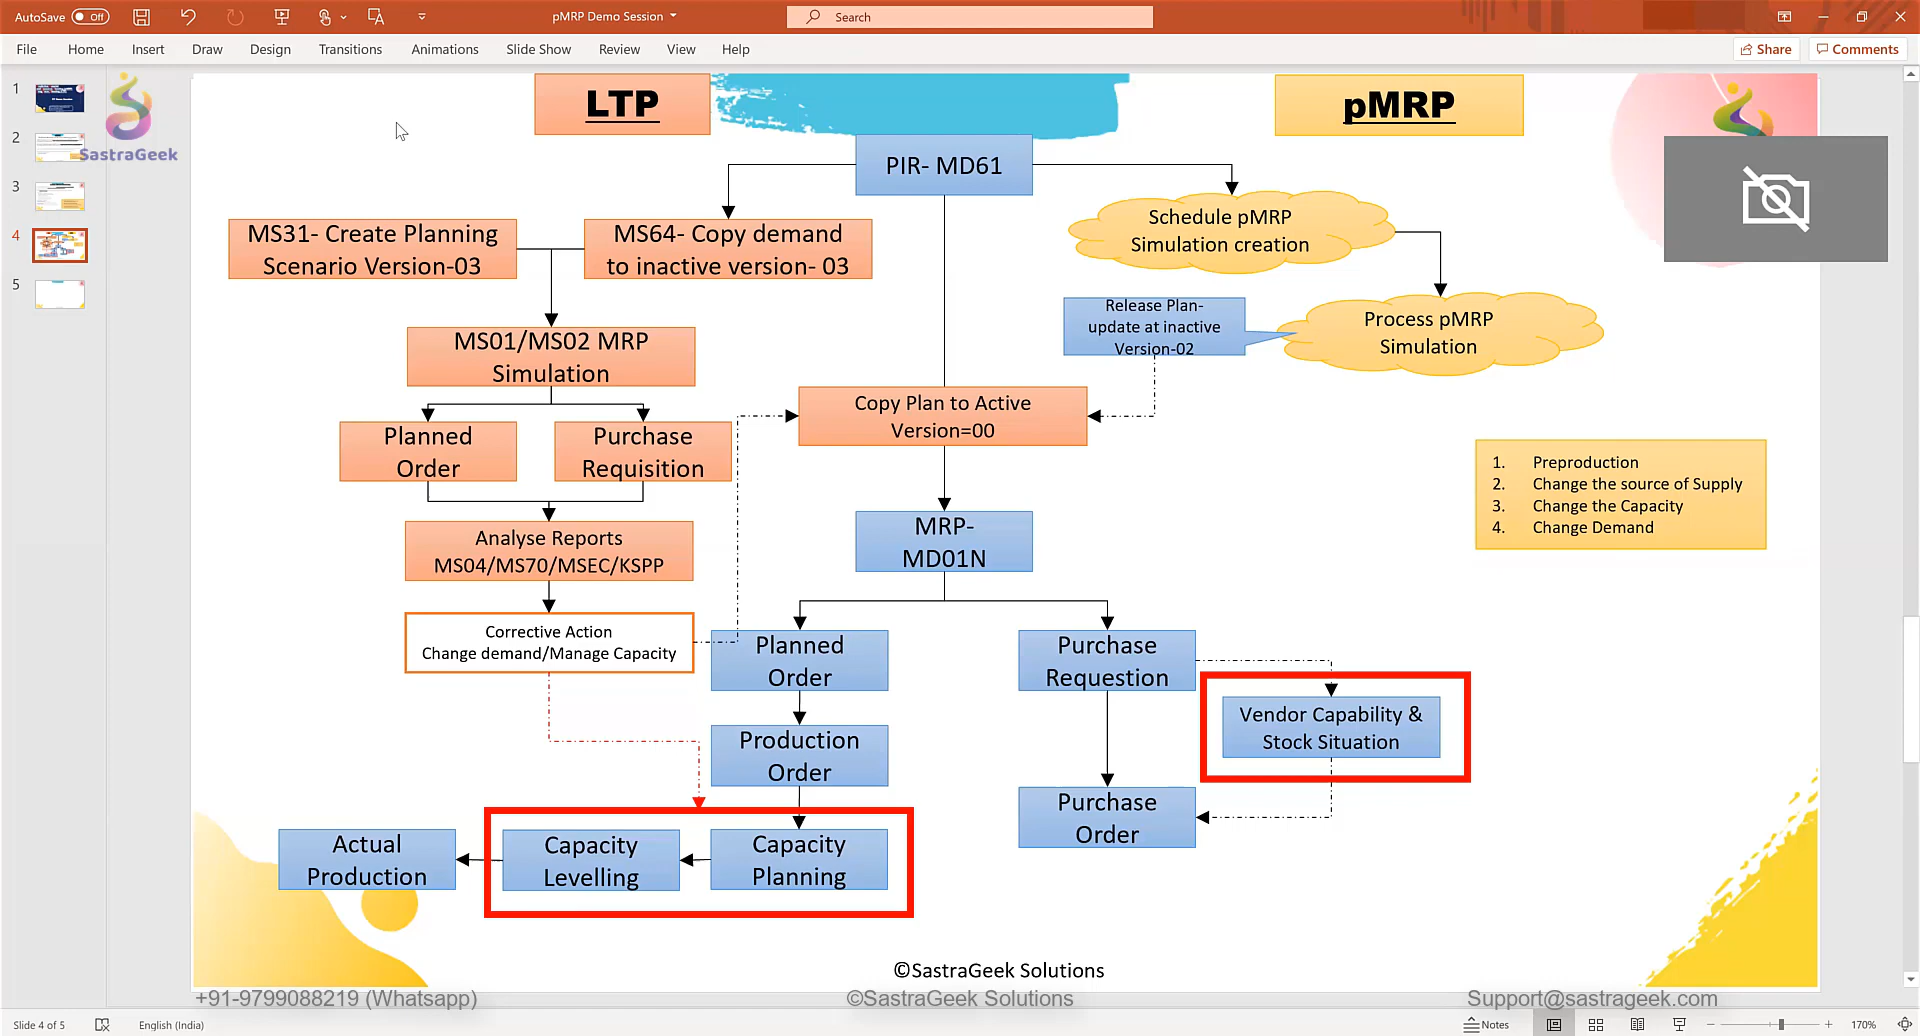 AutoSave Off
pMRP Demo Session
Search
File Home Insert Draw Design Transitions Animations Slide Show Review View Help
Share Comments
1
2
3
4
5
SastraGeek
LTP
pMRP
PIR- MD61
MS31- Create Planning
Scenario Version-03
MS64- Copy demand
to inactive version- 03
Schedule pMRP
Simulation creation
Release Plan-
update at inactive
Version-02
Process pMRP
Simulation
MS01/MS02 MRP
Simulation
Copy Plan to Active
Version=00
Planned
Order
Purchase
Requisition
1. Preproduction
2. Change the source of Supply
3. Change the Capacity
4. Change Demand
Analyse Reports
MS04/MS70/MSEC/KSPP
MRP-
MD01N
Corrective Action
Change demand/Manage Capacity
Planned
Order
Purchase
Requestion
Vendor Capability &
Stock Situation
Production
Order
Purchase
Order
Actual
Production
Capacity
Levelling
Capacity
Planning
©SastraGeek Solutions
+91-9799088219 (Whatsapp)
©SastraGeek Solutions
Support@sastrageek.com
Slide 4 of 5
English (India)
Notes
170%